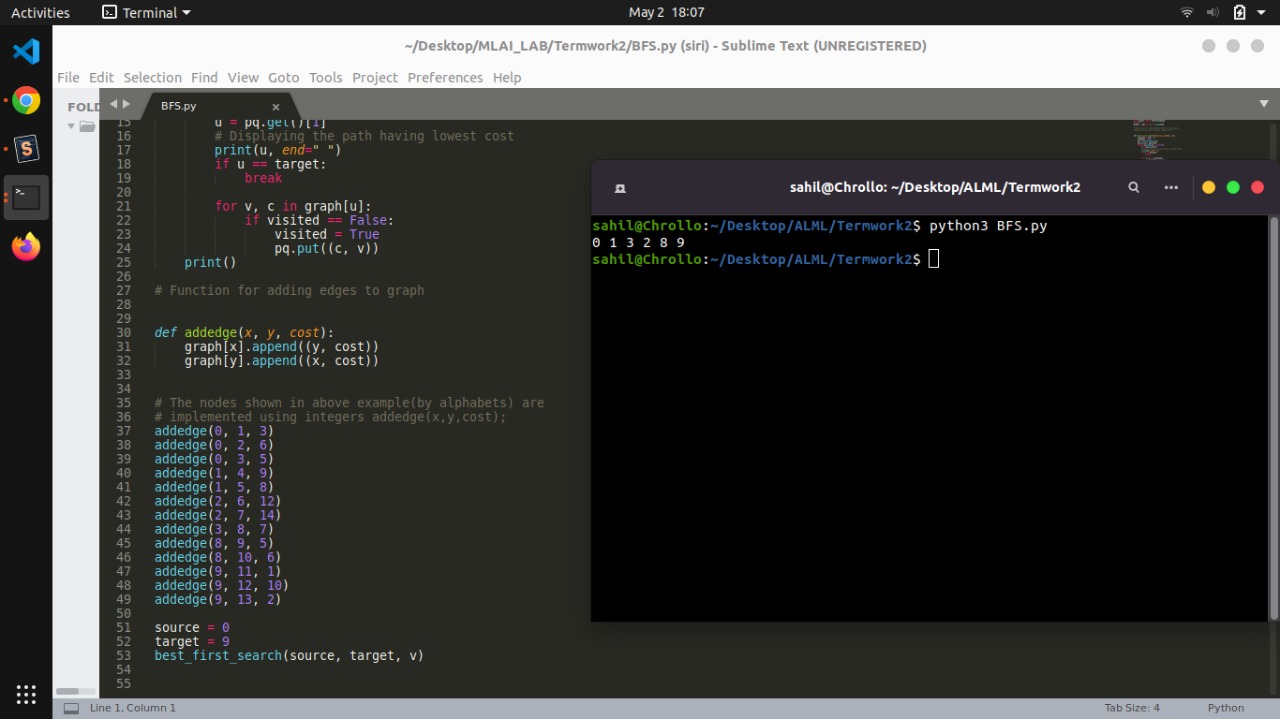 Activities
Terminal
May 2 18:07
~/Desktop/MLAI_LAB/Termwork2/BFS.py (siri) - Sublime Text (UNREGISTERED)
File Edit Selection Find View Goto Tools Project Preferences Help
FOLD
BFS.py
15 u = pq.get()[1]
16 # Displaying the path having lowest cost
17 print(u, end=" ")
18 if u == target:
19 break
20
21 for v, c in graph[u]:
22 if visited == False:
23 visited = True
24 pq.put((c, v))
25 print()
26
27 # Function for adding edges to graph
28
29
30 def addedge(x, y, cost):
31 graph[x].append((y, cost))
32 graph[y].append((x, cost))
33
34
35 # The nodes shown in above example(by alphabets) are
36 # implemented using integers addedge(x,y,cost);
37 addedge(0, 1, 3)
38 addedge(0, 2, 6)
39 addedge(0, 3, 5)
40 addedge(1, 4, 9)
41 addedge(1, 5, 8)
42 addedge(2, 6, 12)
43 addedge(2, 7, 14)
44 addedge(3, 8, 7)
45 addedge(8, 9, 5)
46 addedge(8, 10, 6)
47 addedge(9, 11, 1)
48 addedge(9, 12, 10)
49 addedge(9, 13, 2)
50
51 source = 0
52 target = 9
53 best_first_search(source, target, v)
54
55
sahil@Chrollo: ~/Desktop/ALML/Termwork2
sahil@Chrollo:~/Desktop/ALML/Termwork2$ python3 BFS.py
0 1 3 2 8 9
sahil@Chrollo:~/Desktop/ALML/Termwork2$
Line 1, Column 1
Tab Size: 4
Python